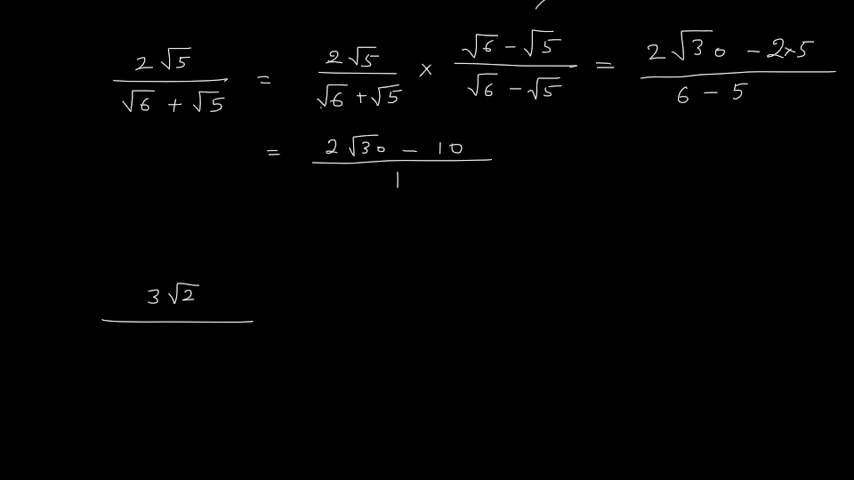 2√5 / (√6 + √5) = 2√5 / (√6 + √5) × (√6 − √5) / (√6 − √5) = (2√30 − 2×5) / (6 − 5)
= (2√30 − 10) / 1
3√2